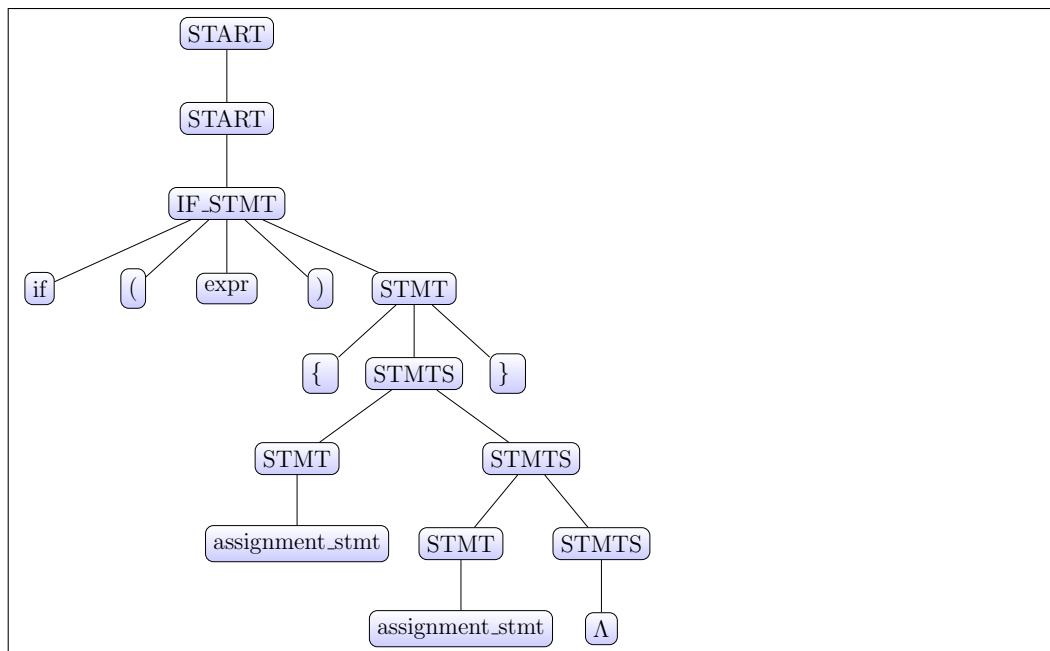 START
START
IF_STMT
if ( expr ) STMT
{ STMTS }
STMT STMTS
assignment_stmt STMT STMTS
assignment_stmt Λ